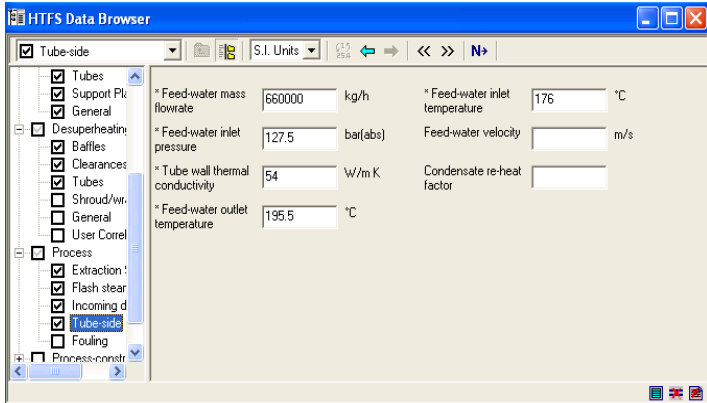 HTFS Data Browser
Tube-side
S.I. Units
N
Tubes
Support Pla
General
Desuperheating
Baffles
Clearances
Tubes
Shroud/wra
General
User Correl
Process
Extraction S
Flash stear
Incoming d
Tube-side
Fouling
Process-constr
* Feed-water mass
flowrate
660000
kg/h
* Feed-water inlet
temperature
176
°C
* Feed-water inlet
pressure
127.5
bar(abs)
Feed-water velocity
m/s
* Tube wall thermal
conductivity
54
W/m K
Condensate re-heat
factor
* Feed-water outlet
temperature
195.5
°C